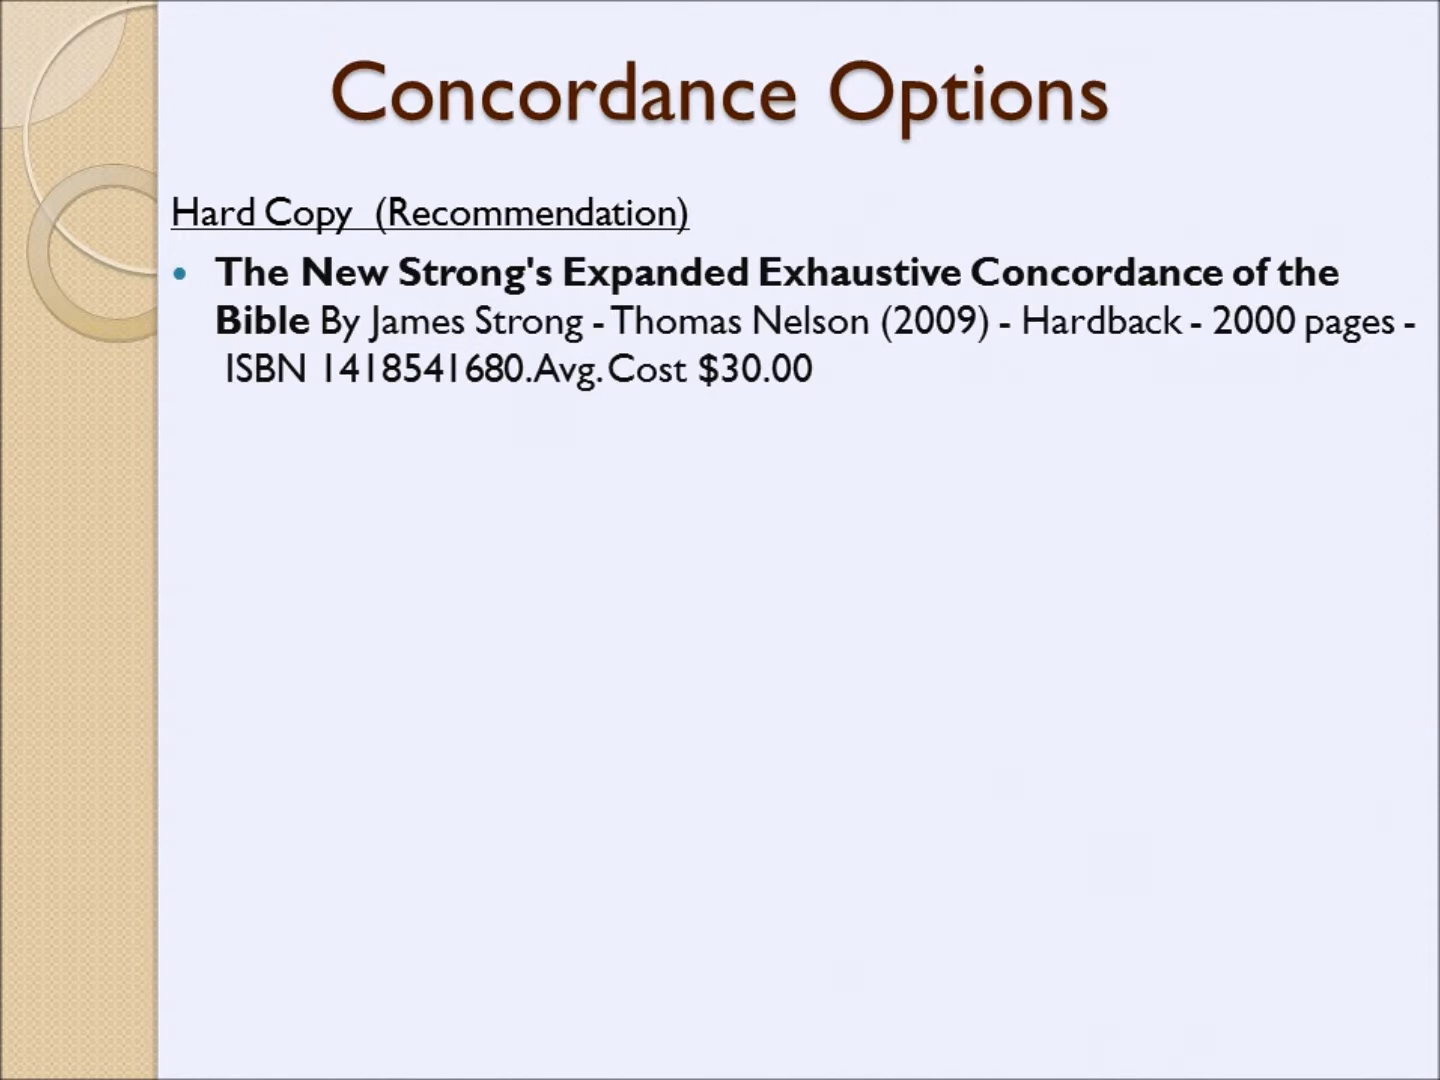 Concordance Options
Hard Copy (Recommendation)
• The New Strong's Expanded Exhaustive Concordance of the
Bible By James Strong - Thomas Nelson (2009) - Hardback - 2000 pages -
ISBN 1418541680. Avg. Cost $30.00